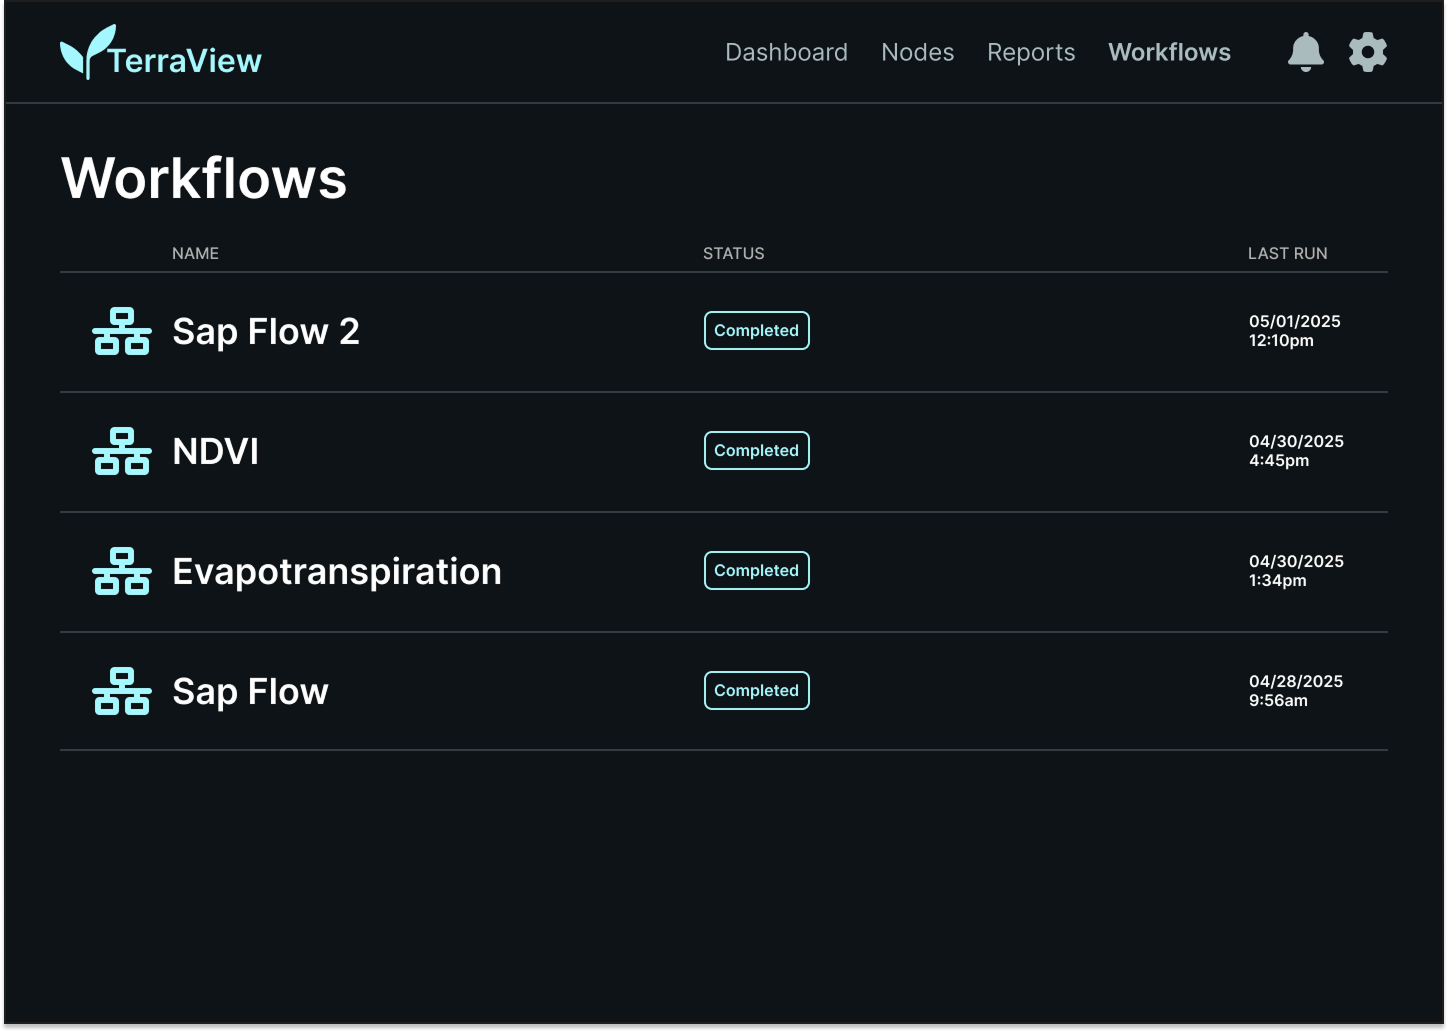 TerraView
Dashboard Nodes Reports Workflows
Workflows
NAME STATUS LAST RUN
Sap Flow 2 Completed 05/01/2025
12:10pm
NDVI Completed 04/30/2025
4:45pm
Evapotranspiration Completed 04/30/2025
1:34pm
Sap Flow Completed 04/28/2025
9:56am